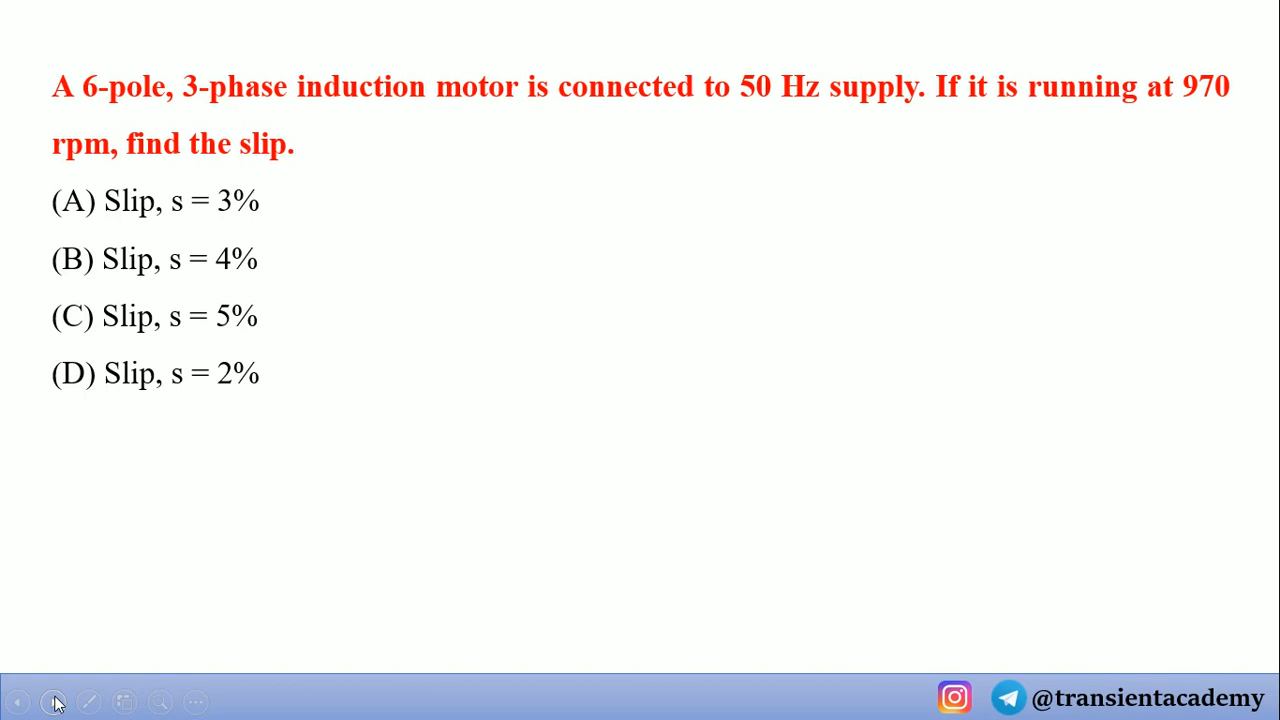 A 6-pole, 3-phase induction motor is connected to 50 Hz supply. If it is running at 970
rpm, find the slip.
(A) Slip, s = 3%
(B) Slip, s = 4%
(C) Slip, s = 5%
(D) Slip, s = 2%
@transientacademy